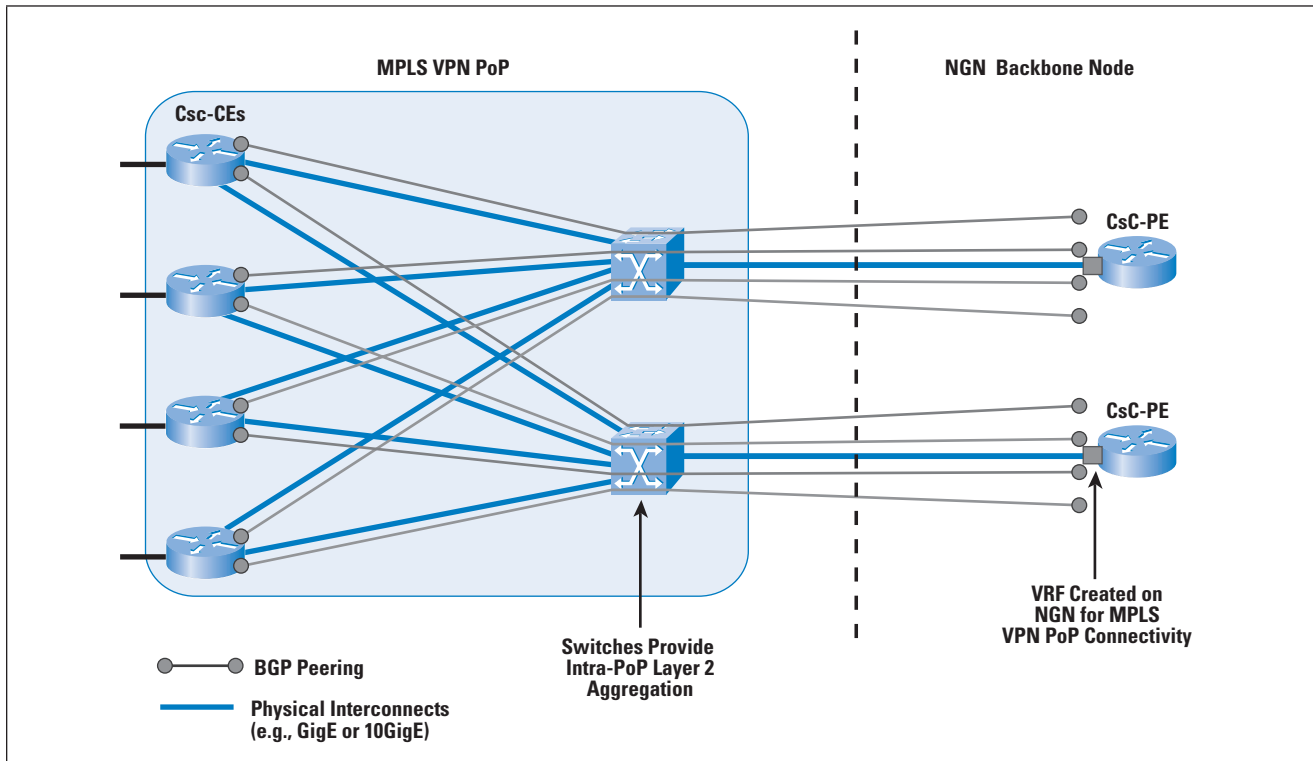 MPLS VPN PoP
NGN Backbone Node
Csc-CEs
CsC-PE
CsC-PE
VRF Created on
NGN for MPLS
VPN PoP Connectivity
Switches Provide
Intra-PoP Layer 2
Aggregation
BGP Peering
Physical Interconnects
(e.g., GigE or 10GigE)